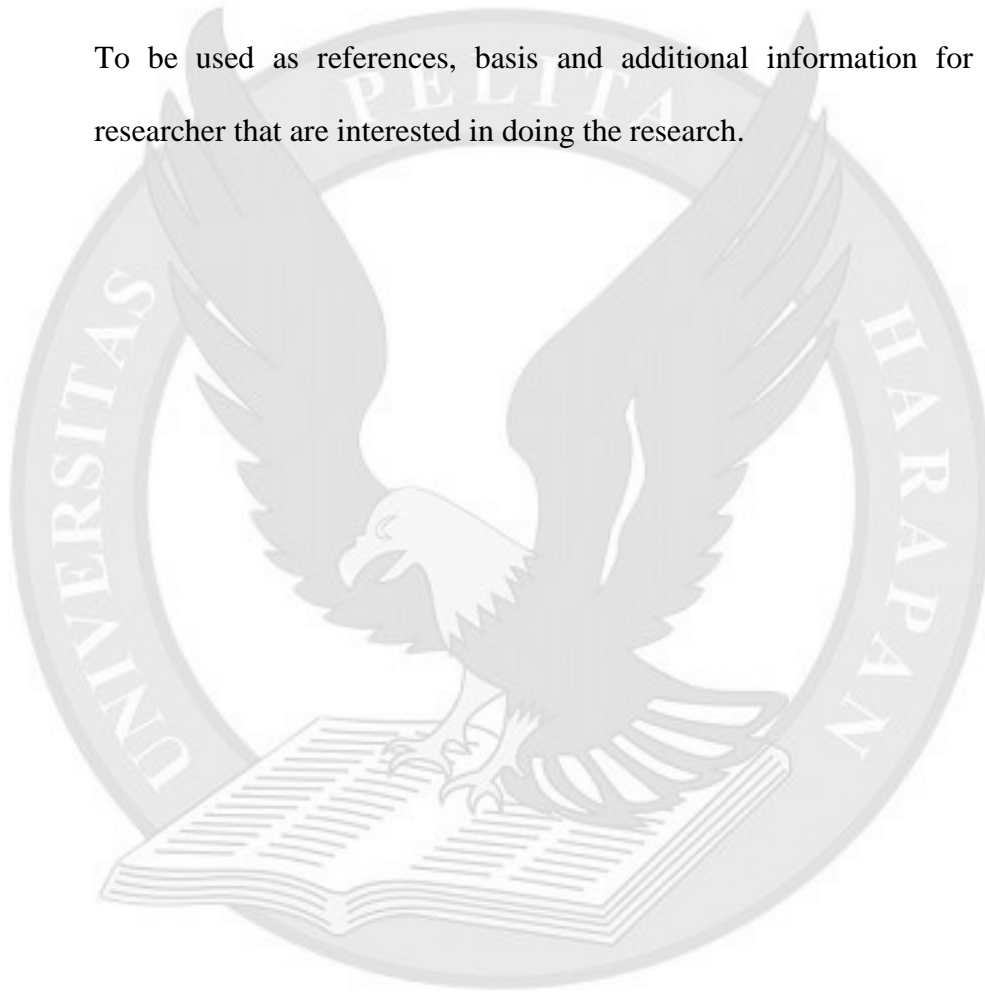 To be used as references, basis and additional information for
researcher that are interested in doing the research.
UNIVERSITAS PELITA HARAPAN